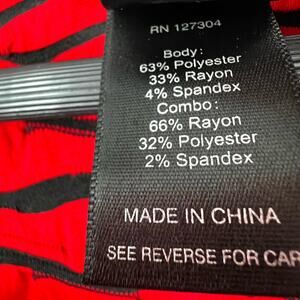 RN 127304
Body:
63% Polyester
33% Rayon
4% Spandex
Combo:
66% Rayon
32% Polyester
2% Spandex
MADE IN CHINA
SEE REVERSE FOR CAR